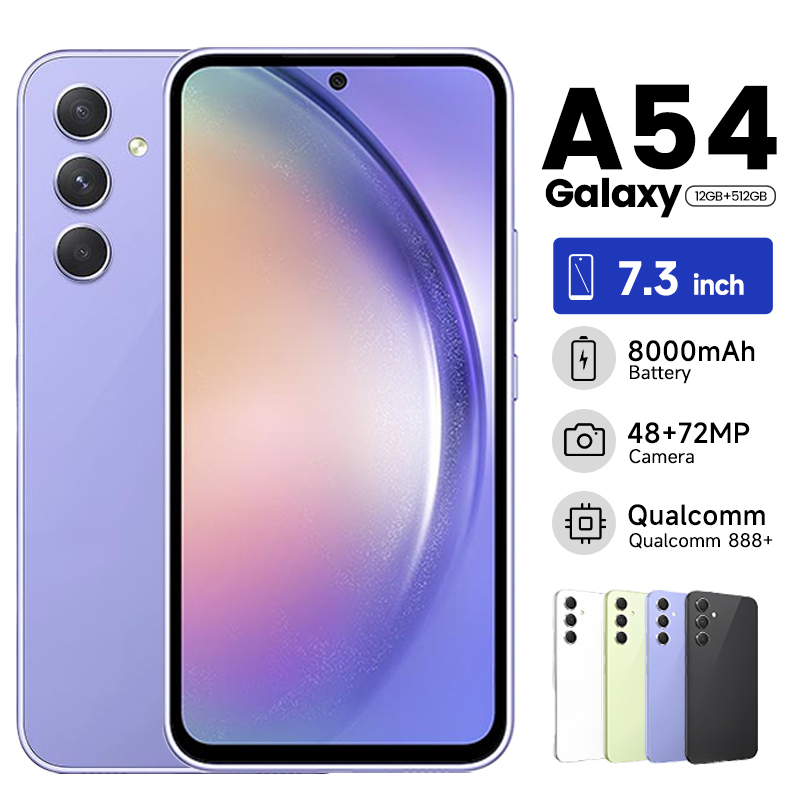 A54
Galaxy 12GB+512GB
7.3 inch
8000mAh
Battery
48+72MP
Camera
Qualcomm
Qualcomm 888+